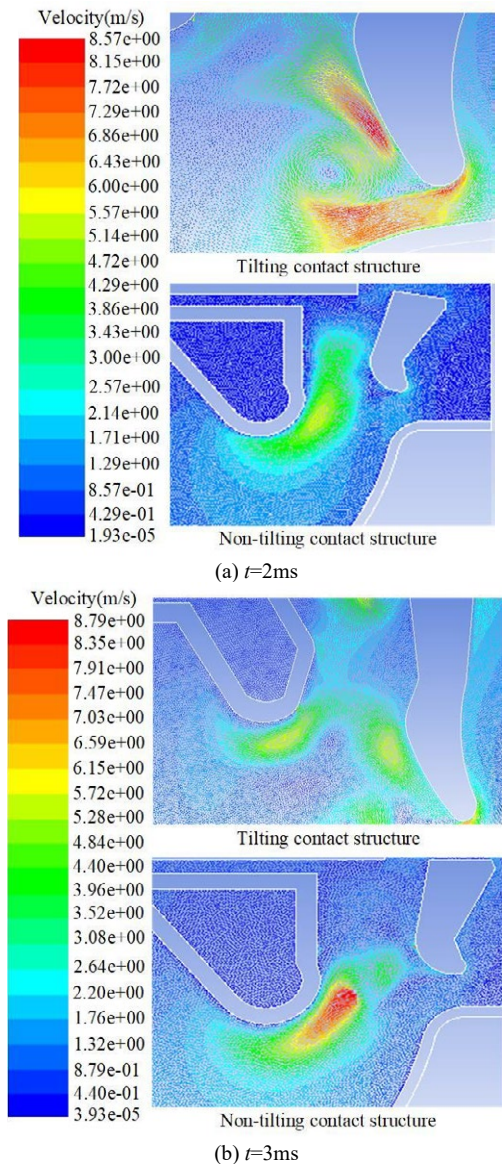 Velocity(m/s)
8.57e+00
8.15e+00
7.72e+00
7.29e+00
6.86e+00
6.43e+00
6.00e+00
5.57e+00
5.14e+00
4.72e+00
4.29e+00
3.86e+00
3.43e+00
3.00e+00
2.57e+00
2.14e+00
1.71e+00
1.29e+00
8.57e-01
4.29e-01
1.93e-05
Tilting contact structure
Non-tilting contact structure
(a) t=2ms
Velocity(m/s)
8.79e+00
8.35e+00
7.91e+00
7.47e+00
7.03e+00
6.59e+00
6.15e+00
5.72e+00
5.28e+00
4.84e+00
4.40e+00
3.96e+00
3.52e+00
3.08e+00
2.64e+00
2.20e+00
1.76e+00
1.32e+00
8.79e-01
4.40e-01
3.93e-05
Tilting contact structure
Non-tilting contact structure
(b) t=3ms